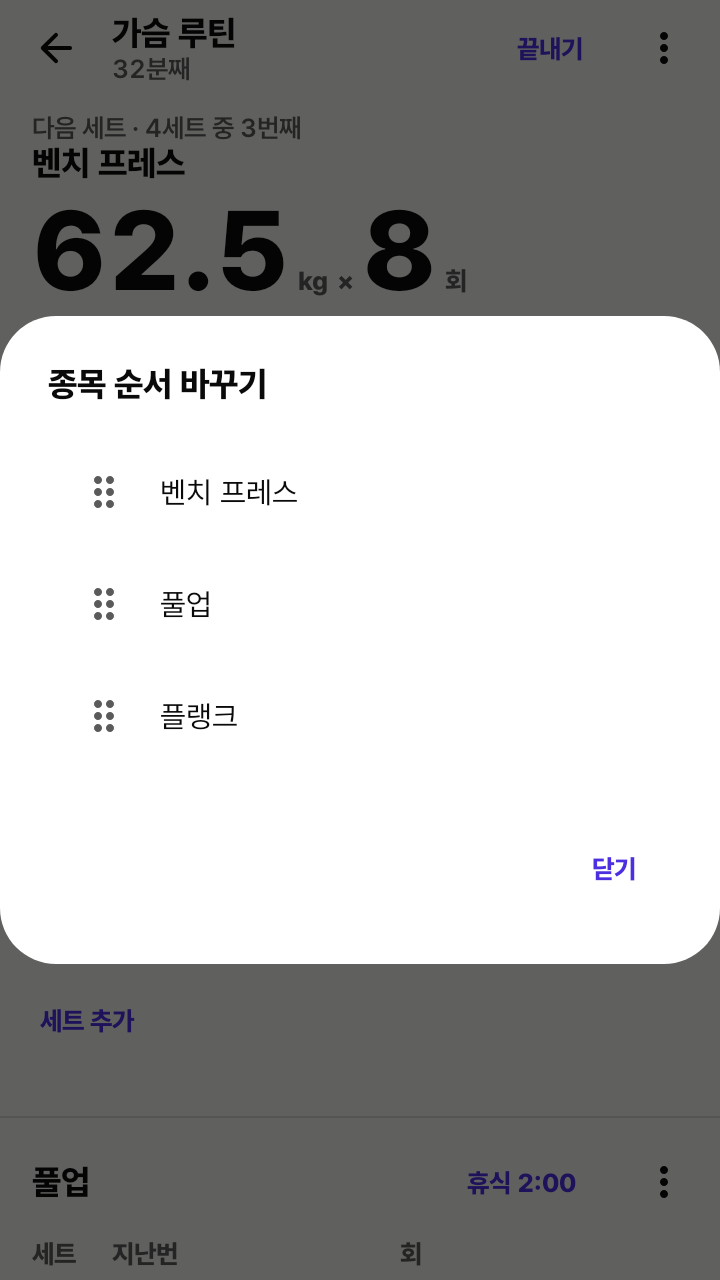 가슴 루틴
32분째
끝내기
다음 세트 · 4세트 중 3번째
벤치 프레스
62.5 kg × 8 회
종목 순서 바꾸기
벤치 프레스
풀업
플랭크
닫기
세트 추가
풀업
휴식 2:00
세트 지난번 회